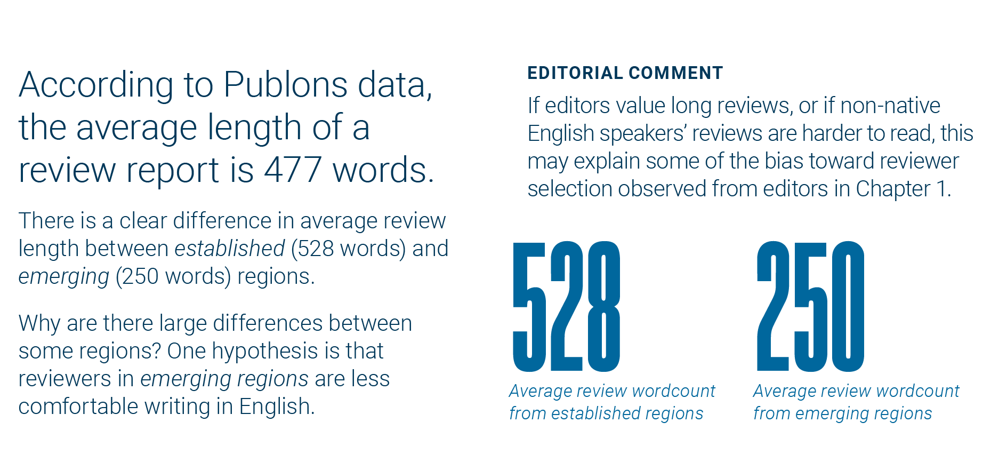 According to Publons data,
the average length of a
review report is 477 words.
There is a clear difference in average review
length between established (528 words) and
emerging (250 words) regions.
Why are there large differences between
some regions? One hypothesis is that
reviewers in emerging regions are less
comfortable writing in English.
EDITORIAL COMMENT
If editors value long reviews, or if non-native
English speakers’ reviews are harder to read, this
may explain some of the bias toward reviewer
selection observed from editors in Chapter 1.
528
Average review wordcount
from established regions
250
Average review wordcount
from emerging regions